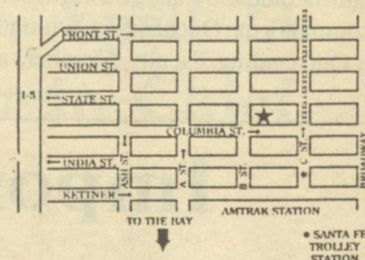 FRONT ST.
UNION ST.
I-5
STATE ST.
COLUMBIA ST.
INDIA ST.
ASH ST.
A ST.
B ST.
C ST.
BROADWAY
KETTNER
AMTRAK STATION
TO THE BAY
SANTA FE
TROLLEY
STATION